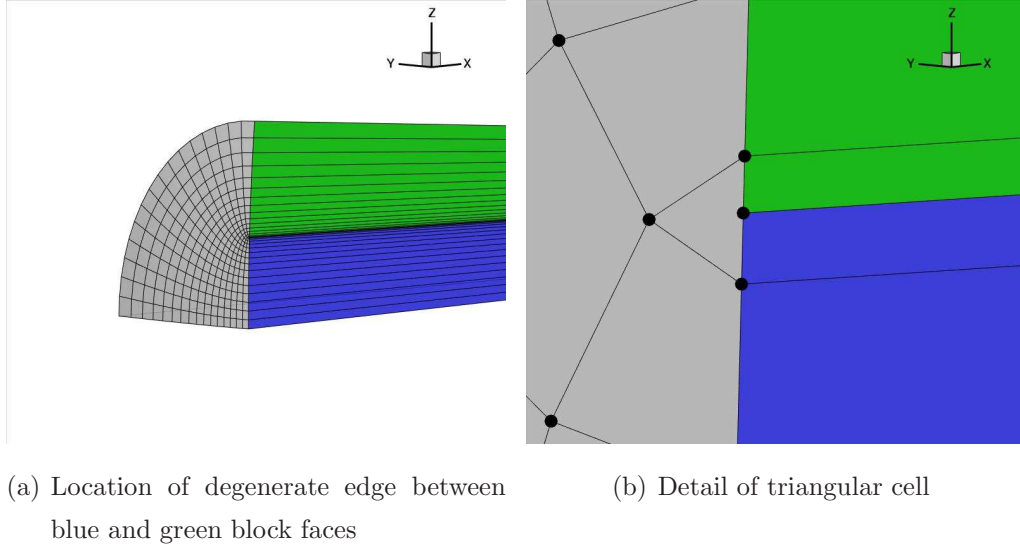 Z
Y
X
Z
Y
X
(a) Location of degenerate edge between
blue and green block faces
(b) Detail of triangular cell